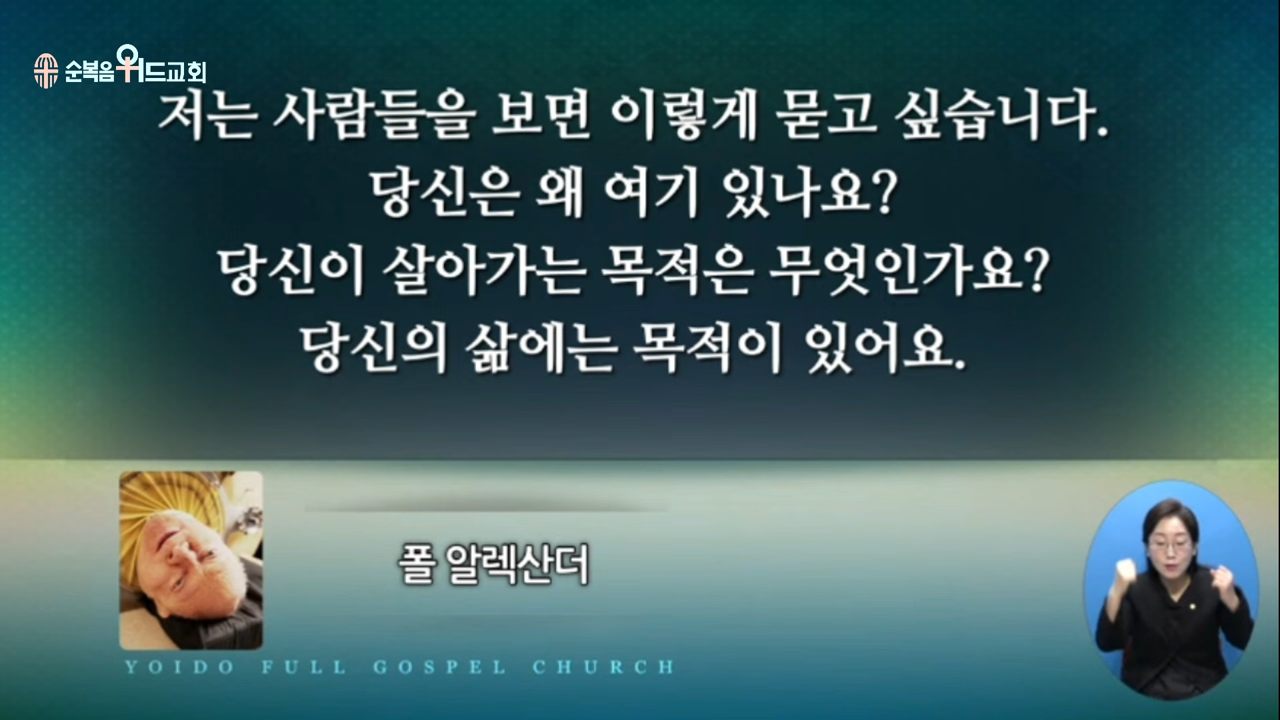 순복음위드교회
저는 사람들을 보면 이렇게 묻고 싶습니다.
당신은 왜 여기 있나요?
당신이 살아가는 목적은 무엇인가요?
당신의 삶에는 목적이 있어요.
폴 알렉산더
YOIDO FULL GOSPEL CHURCH